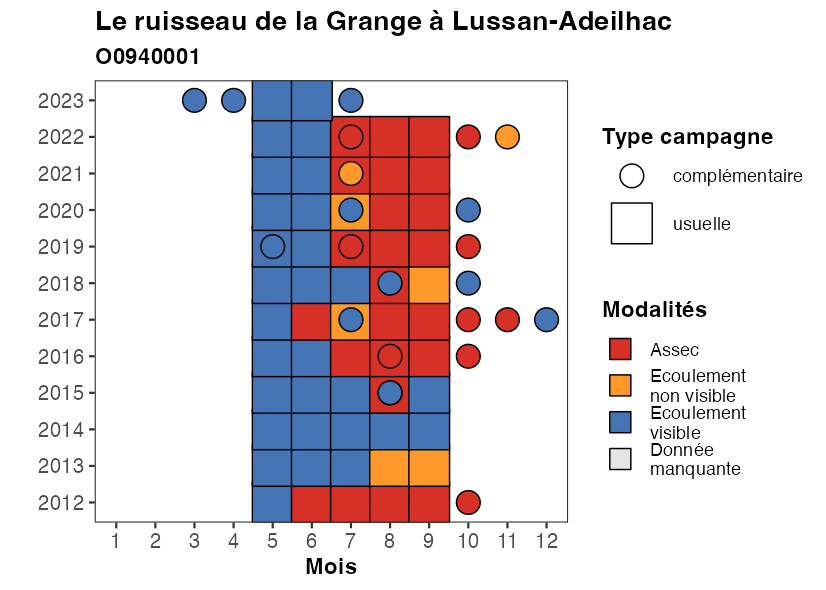 Le ruisseau de la Grange à Lussan-Adeilhac
O0940001
2023
2022
2021
2020
2019
2018
2017
2016
2015
2014
2013
2012
1 2 3 4 5 6 7 8 9 10 11 12
Mois
Type campagne
complémentaire
usuelle
Modalités
Assec
Ecoulement
non visible
Ecoulement
visible
Donnée
manquante